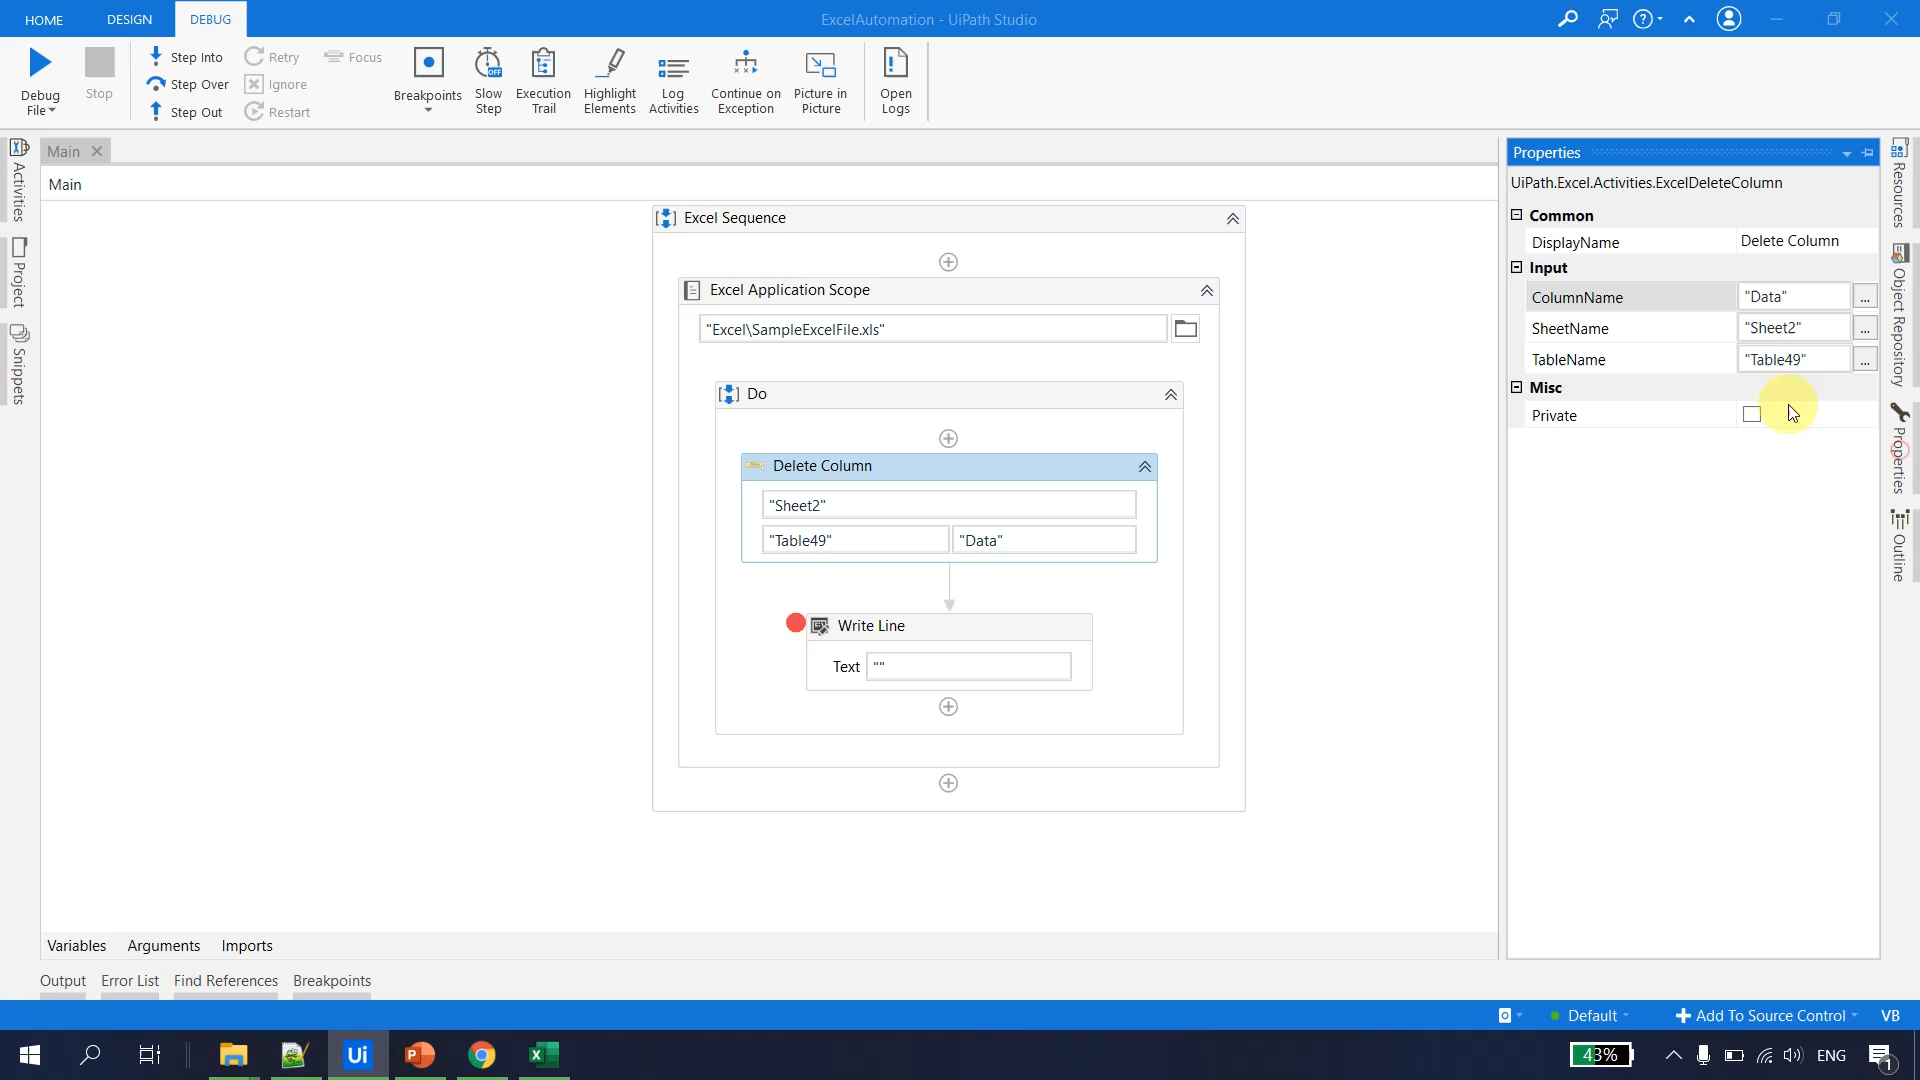 HOME DESIGN DEBUG ExcelAutomation - UiPath Studio
Debug File
Stop
Step Into
Step Over
Step Out
Retry
Ignore
Restart
Focus
Breakpoints
Slow Step
OFF
Execution Trail
Highlight Elements
Log Activities
Continue on Exception
Picture in Picture
Open Logs
Activities
Project
Snippets
Main
Main
Excel Sequence
Excel Application Scope
"Excel\SampleExcelFile.xls"
Do
Delete Column
"Sheet2"
"Table49" "Data"
Write Line
Text ""
Properties
UiPath.Excel.Activities.ExcelDeleteColumn
Common
DisplayName Delete Column
Input
ColumnName "Data" ...
SheetName "Sheet2" ...
TableName "Table49" ...
Misc
Private
Resources
Object Repository
Properties
Outline
Variables Arguments Imports
Output Error List Find References Breakpoints
Default Add To Source Control VB
Ui
P
X
43% ENG 1